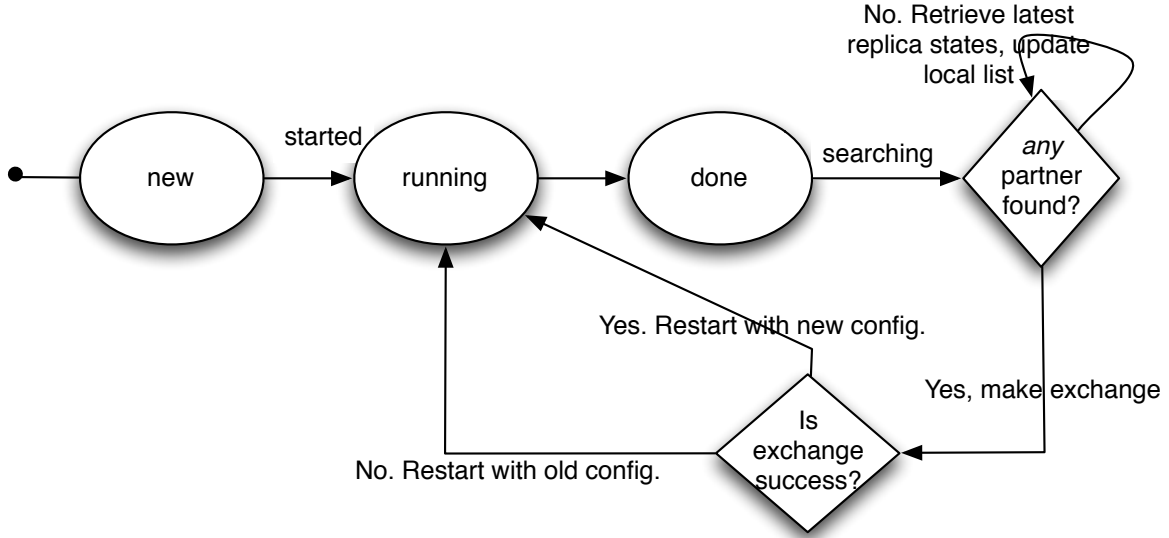 No. Retrieve latest
replica states, update
local list
started
new
running
done
searching
any
partner
found?
Yes. Restart with new config.
Yes, make exchange
Is
exchange
success?
No. Restart with old config.